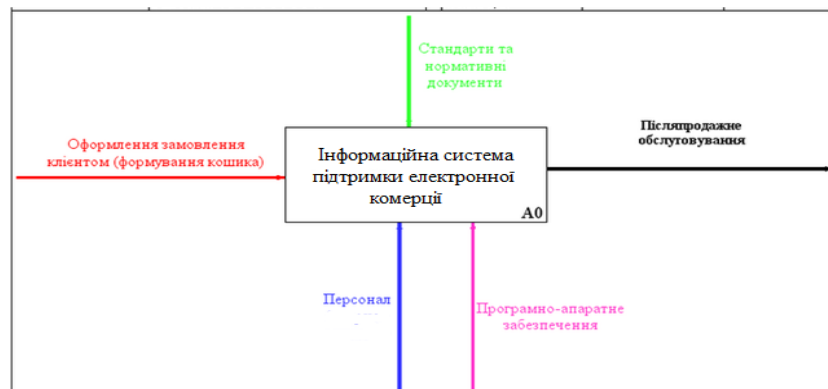 Стандарти та
нормативні
документи
Оформлення замовлення
клієнтом (формування кошика)
Інформаційна система
підтримки електронної
комерції
A0
Післяпродажне
обслуговування
Персонал
Програмно-апаратне
забезпечення